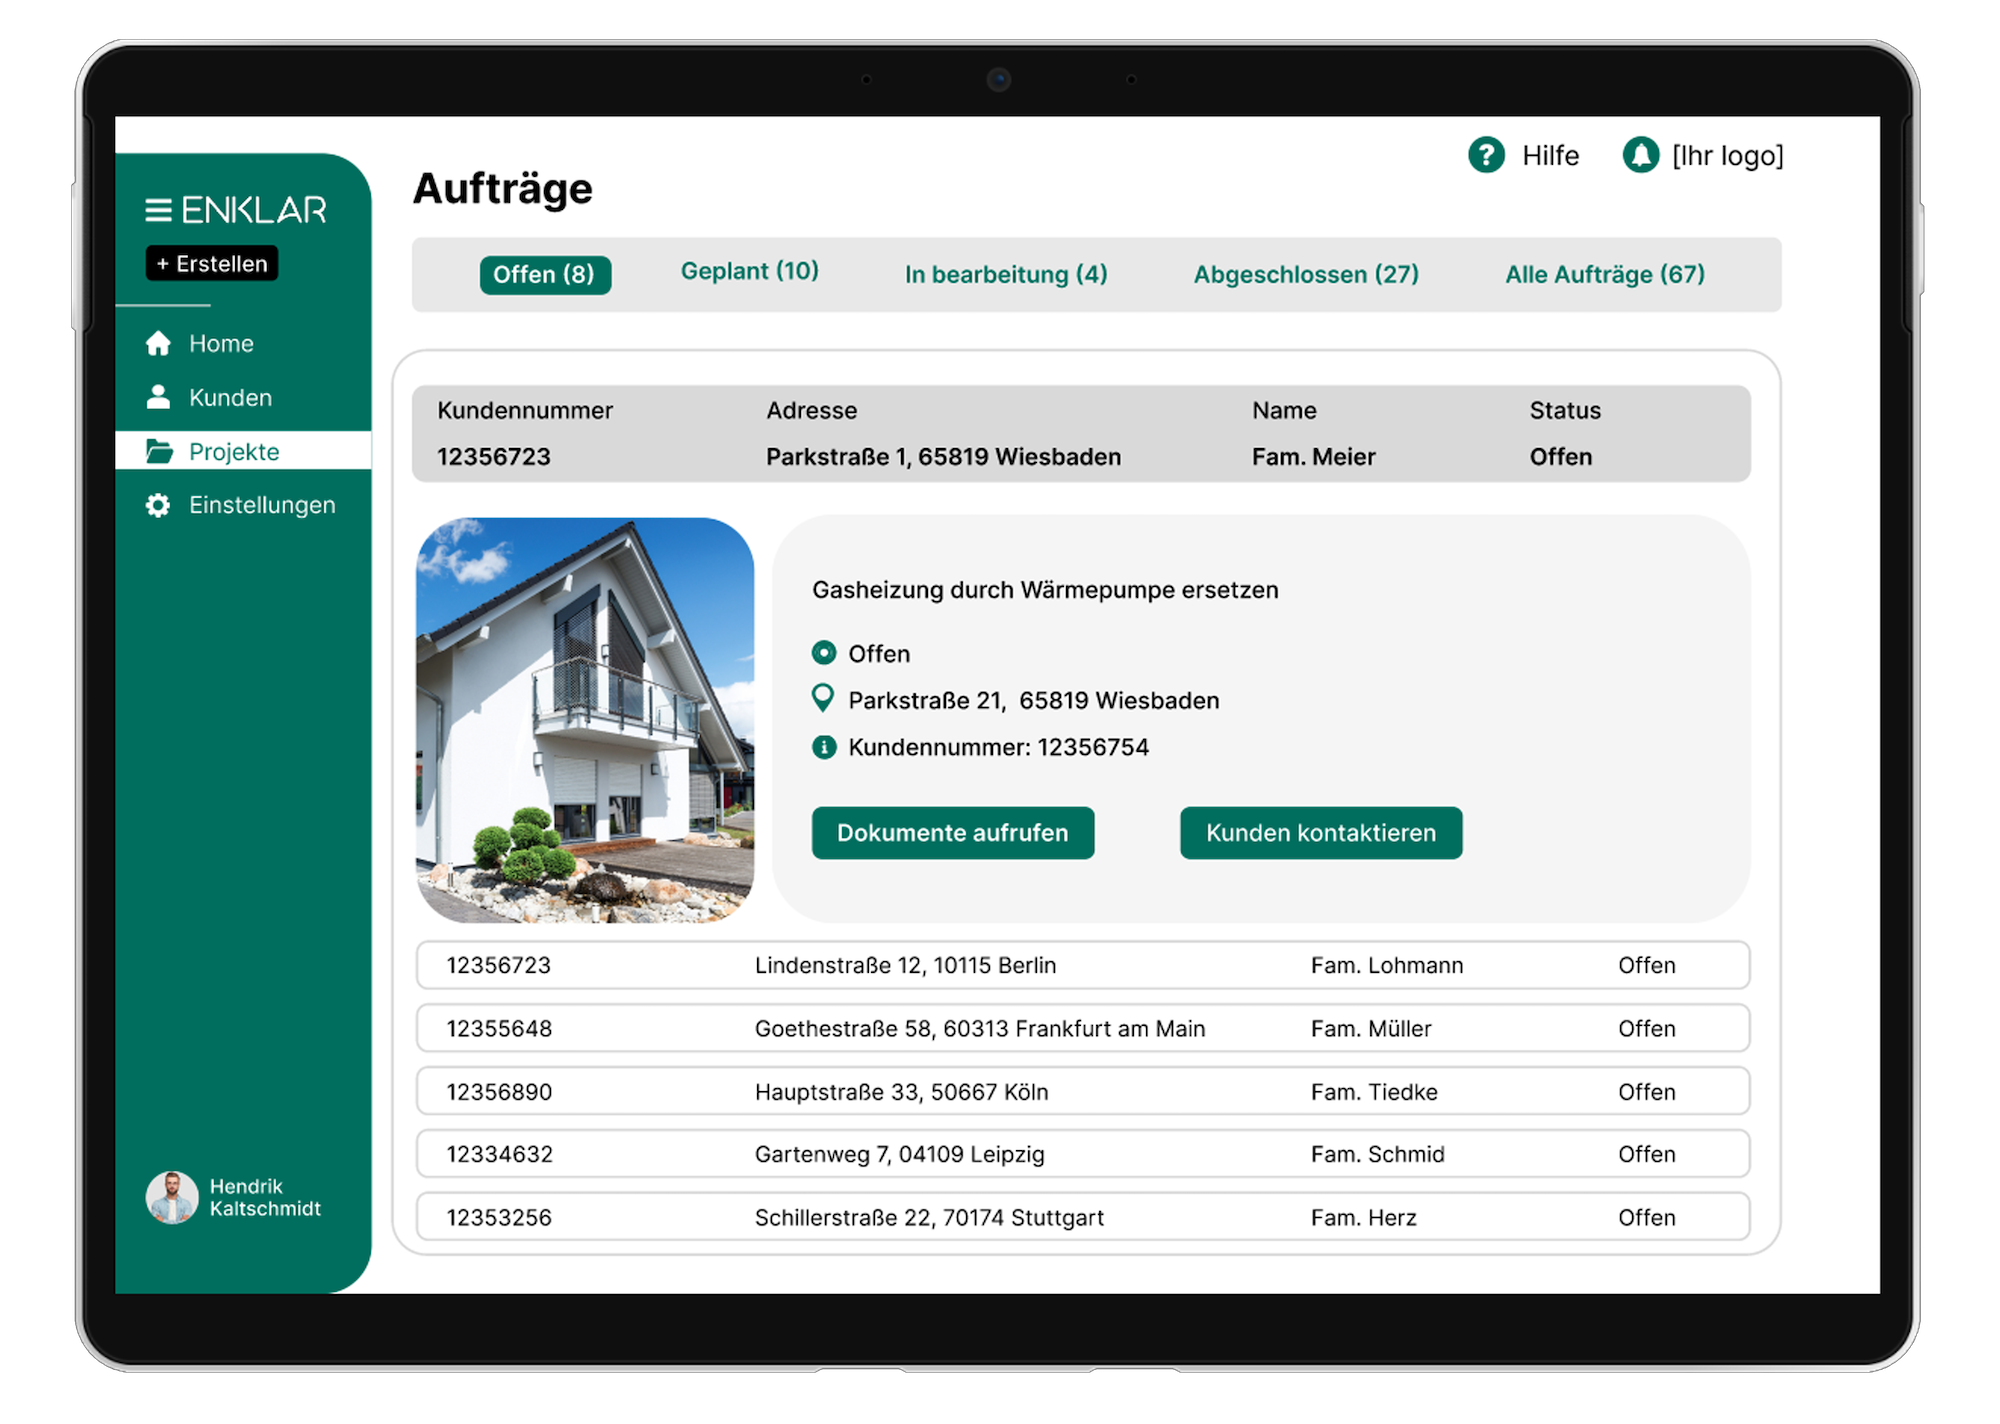 ENKLAR
+ Erstellen
Home
Kunden
Projekte
Einstellungen
Hendrik
Kaltschmidt
? Hilfe [Ihr logo]
Aufträge
Offen (8) Geplant (10) In bearbeitung (4) Abgeschlossen (27) Alle Aufträge (67)
Kundennummer Adresse Name Status
12356723 Parkstraße 1, 65819 Wiesbaden Fam. Meier Offen
Gasheizung durch Wärmepumpe ersetzen
Offen
Parkstraße 21, 65819 Wiesbaden
i Kundennummer: 12356754
Dokumente aufrufen Kunden kontaktieren
12356723 Lindenstraße 12, 10115 Berlin Fam. Lohmann Offen
12355648 Goethestraße 58, 60313 Frankfurt am Main Fam. Müller Offen
12356890 Hauptstraße 33, 50667 Köln Fam. Tiedke Offen
12334632 Gartenweg 7, 04109 Leipzig Fam. Schmid Offen
12353256 Schillerstraße 22, 70174 Stuttgart Fam. Herz Offen